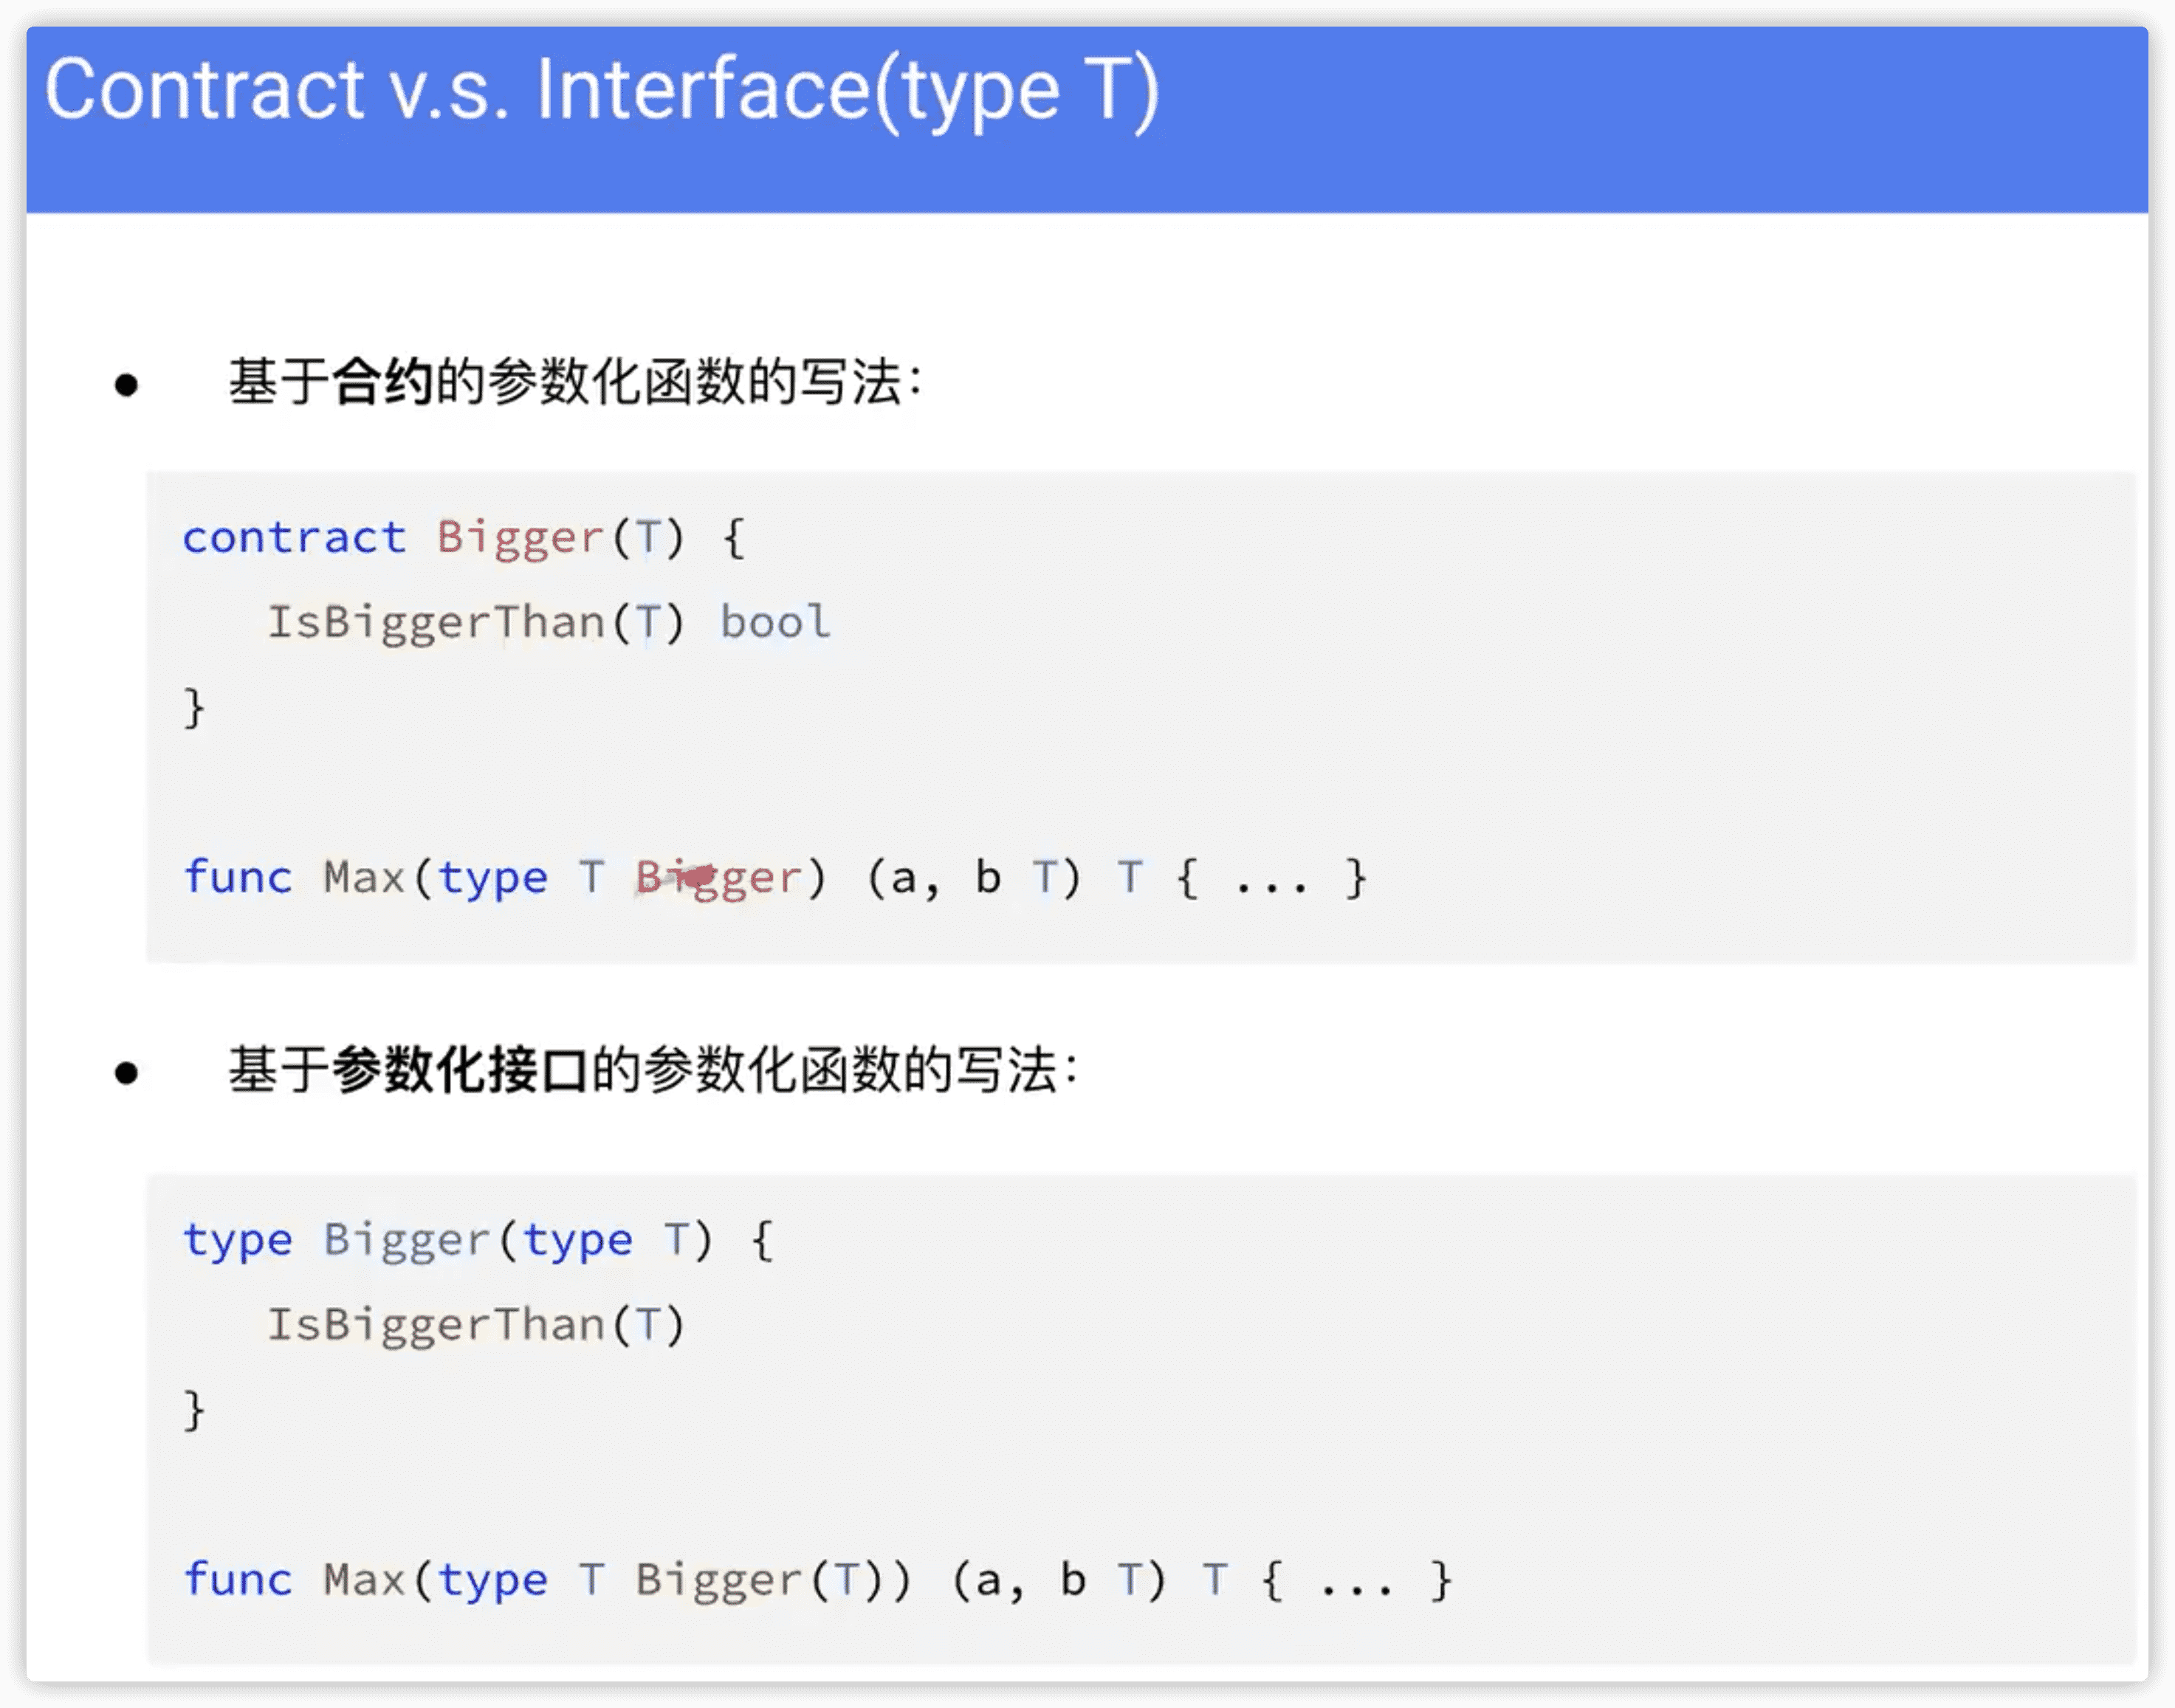 Contract v.s. Interface(type T)
● 基于合约的参数化函数的写法：
contract Bigger(T) {
IsBiggerThan(T) bool
}
func Max(type T Bigger) (a, b T) T { ... }
● 基于参数化接口的参数化函数的写法：
type Bigger(type T) {
IsBiggerThan(T)
}
func Max(type T Bigger(T)) (a, b T) T { ... }